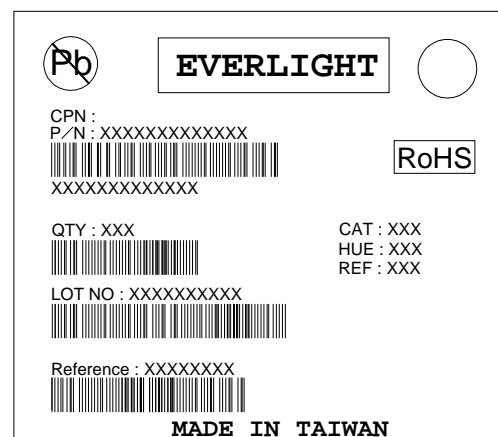 Pb
EVERLIGHT
CPN :
P/N : XXXXXXXXXXXXX
RoHS
XXXXXXXXXXXXX
QTY : XXX
CAT : XXX
HUE : XXX
REF : XXX
LOT NO : XXXXXXXXXX
Reference : XXXXXXXX
MADE IN TAIWAN